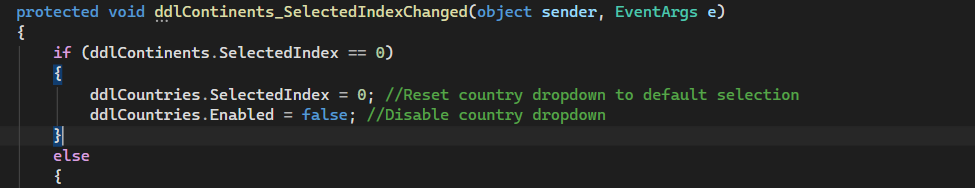 protected void ddlContinents_SelectedIndexChanged(object sender, EventArgs e)
{
if (ddlContinents.SelectedIndex == 0)
{
ddlCountries.SelectedIndex = 0; //Reset country dropdown to default selection
ddlCountries.Enabled = false; //Disable country dropdown
}
else
{